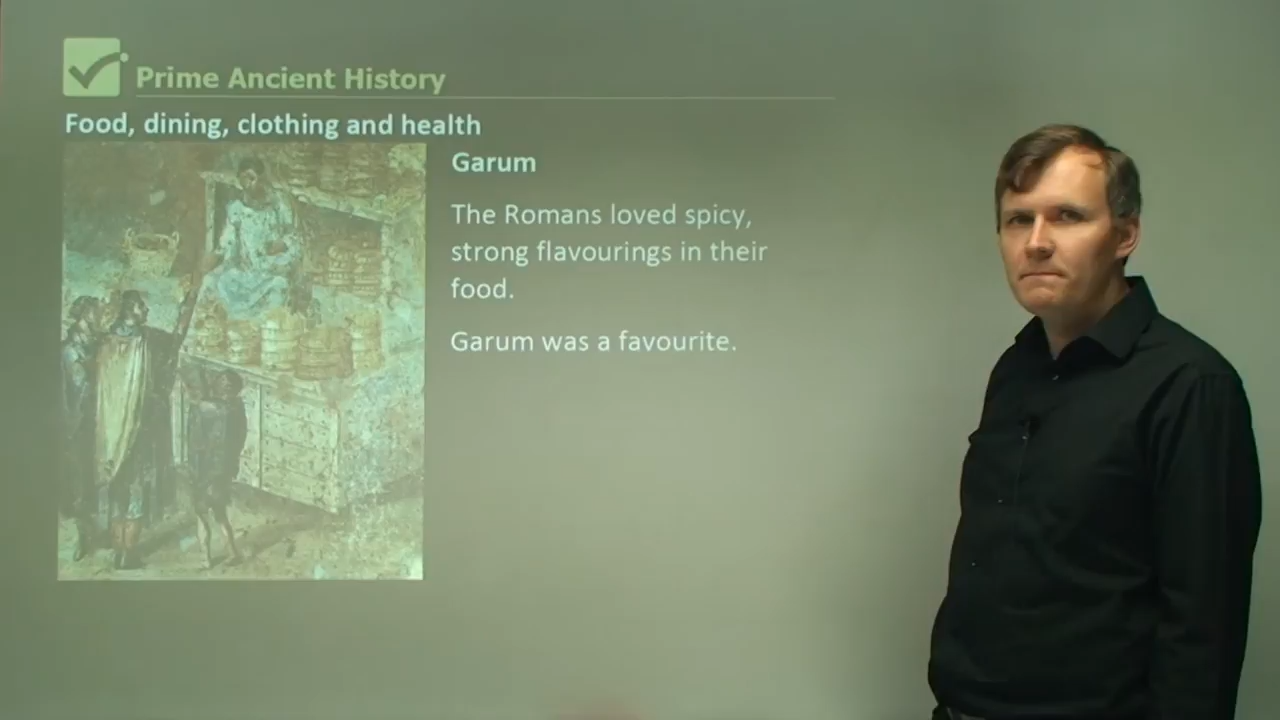 Prime Ancient History
Food, dining, clothing and health
Garum
The Romans loved spicy,
strong flavourings in their
food.
Garum was a favourite.